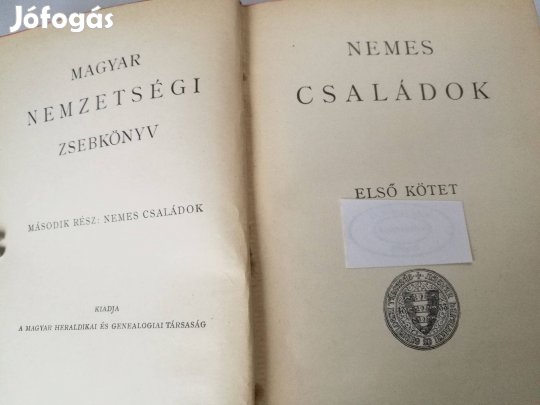 Jófogás
MAGYAR
NEMZETSÉGI
ZSEBKÖNYV
MÁSODIK RÉSZ: NEMES CSALÁDOK
KIADJA
A MAGYAR HERALDIKAI ÉS GENEALOGIAI TÁRSASÁG
NEMES
CSALÁDOK
ELSŐ KÖTET